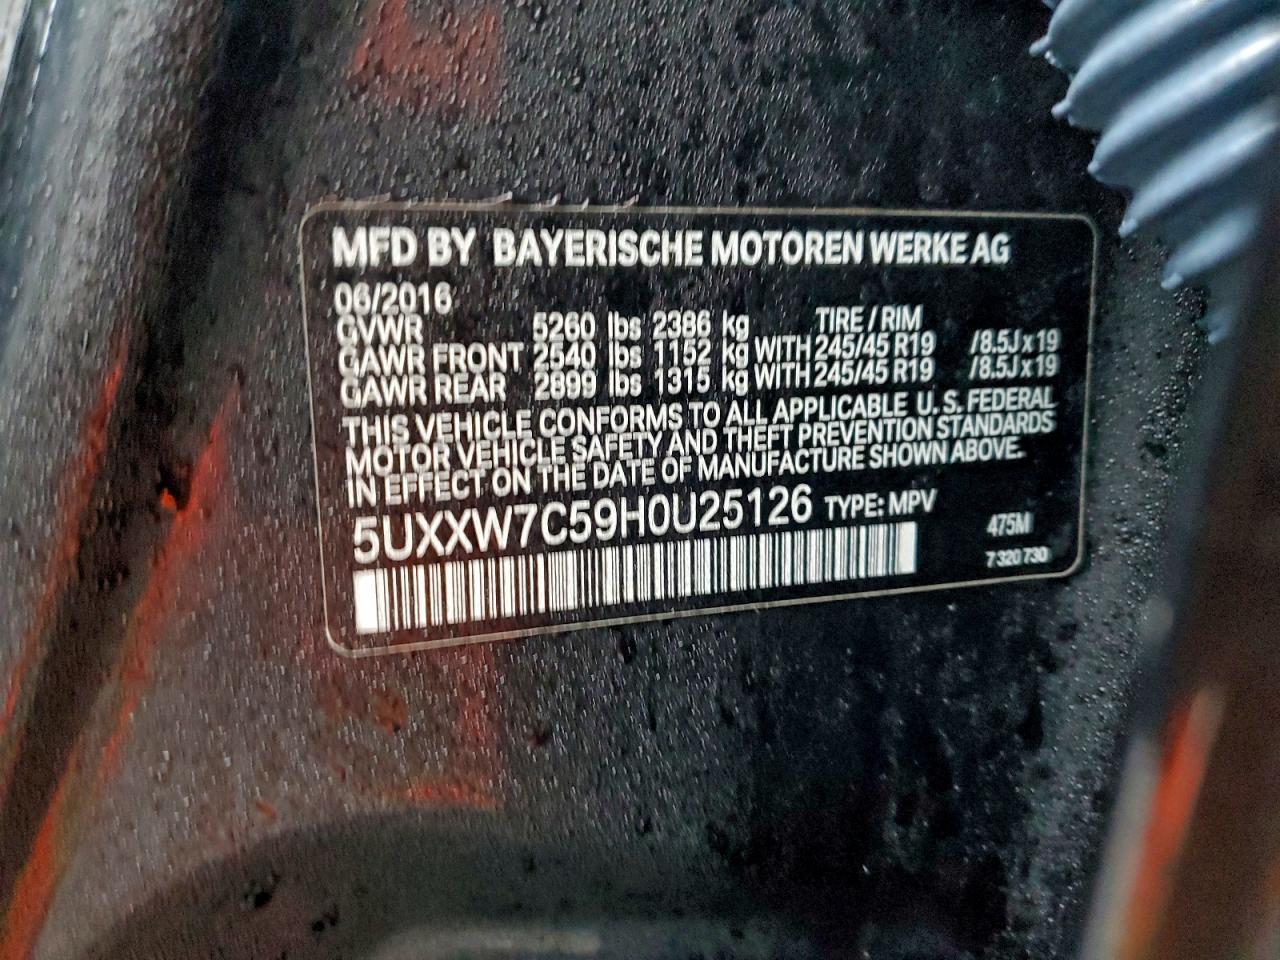 MFD BY BAYERISCHE MOTOREN WERKE AG
06/2016
GVWR 5260 lbs 2386 kg TIRE / RIM
GAWR FRONT 2540 lbs 1152 kg WITH 245/45 R19 /8.5J x 19
GAWR REAR 2899 lbs 1315 kg WITH 245/45 R19 /8.5J x 19
THIS VEHICLE CONFORMS TO ALL APPLICABLE U.S. FEDERAL
MOTOR VEHICLE SAFETY AND THEFT PREVENTION STANDARDS
IN EFFECT ON THE DATE OF MANUFACTURE SHOWN ABOVE.
5UXXW7C59H0U25126 TYPE: MPV
475M
7 320 730